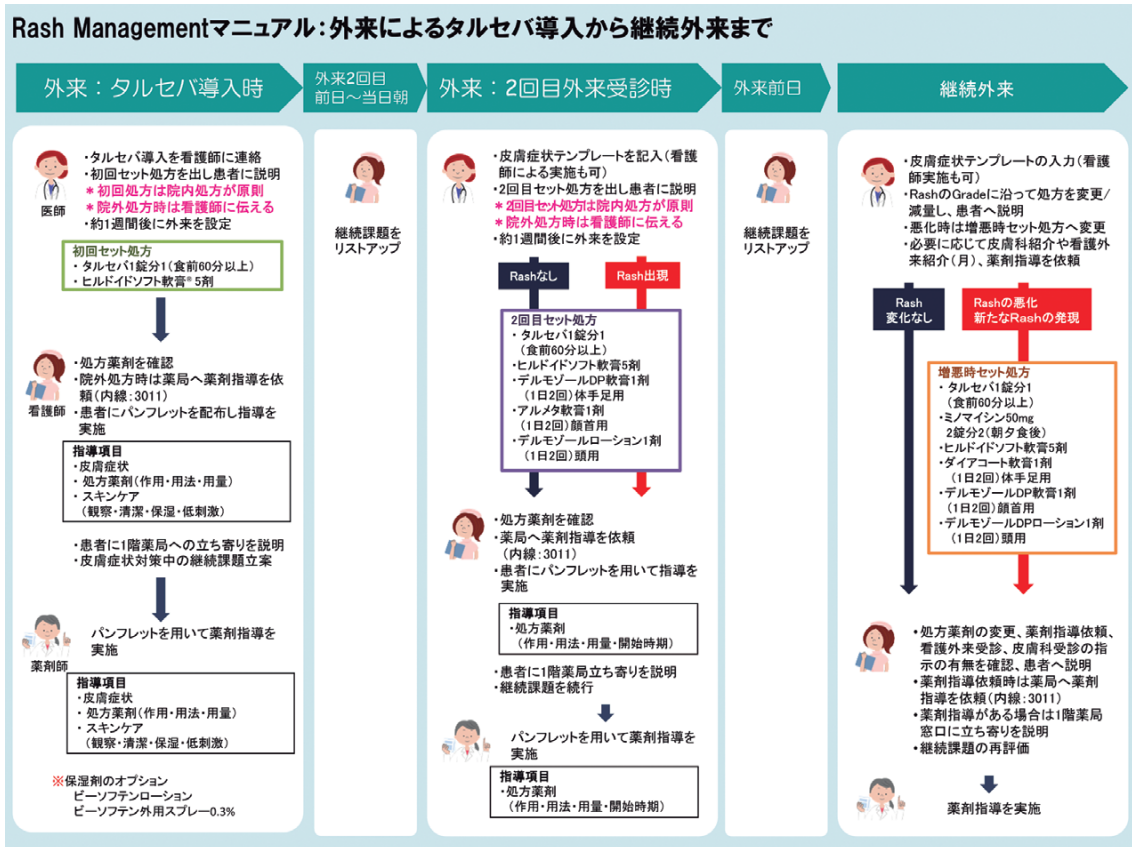 Rash Managementマニュアル：外来によるタルセバ導入から継続外来まで
外来：タルセバ導入時
外来2回目
前日〜当日朝
外来：2回目外来受診時
外来前日
継続外来
医師
・タルセバ導入を看護師に連絡
・初回セット処方を出し患者に説明
＊初回処方は院内処方が原則
＊院外処方時は看護師に伝える
・約1週間後に外来を設定
初回セット処方
・タルセバ1錠分1（食前60分以上）
・ヒルドイドソフト軟膏® 5剤
看護師
・処方薬剤を確認
・院外処方時は薬局へ薬剤指導を依
頼（内線：3011）
・患者にパンフレットを配布し指導を
実施
指導項目
・皮膚症状
・処方薬剤（作用・用法・用量）
・スキンケア
（観察・清潔・保湿・低刺激）
・患者に1階薬局への立ち寄りを説明
・皮膚症状対策中の継続課題立案
薬剤師
パンフレットを用いて薬剤指導を
実施
指導項目
・皮膚症状
・処方薬剤（作用・用法・用量）
・スキンケア
（観察・清潔・保湿・低刺激）
※保湿剤のオプション
ビーソフテンローション
ビーソフテン外用スプレー0.3%
継続課題を
リストアップ
・皮膚症状テンプレートを記入（看護
師による実施も可）
・2回目セット処方を出し患者に説明
＊2回目セット処方は院内処方が原則
＊院外処方時は看護師に伝える
・約1週間後に外来を設定
Rashなし
Rash出現
2回目セット処方
・タルセバ1錠分1
（食前60分以上）
・ヒルドイドソフト軟膏5剤
・デルモゾールDP軟膏1剤
（1日2回）体手足用
・アルメタ軟膏1剤
（1日2回）顔首用
・デルモゾールローション1剤
（1日2回）頭用
・処方薬剤を確認
・薬局へ薬剤指導を依頼
（内線：3011）
・患者にパンフレットを用いて指導を
実施
指導項目
・処方薬剤
（作用・用法・用量・開始時期）
・患者に1階薬局立ち寄りを説明
・継続課題を続行
パンフレットを用いて薬剤指導を
実施
指導項目
・処方薬剤
（作用・用法・用量・開始時期）
継続課題を
リストアップ
・皮膚症状テンプレートの入力（看護
師実施も可）
・RashのGradeに沿って処方を変更/
減量し、患者へ説明
・悪化時は増悪時セット処方へ変更
・必要に応じて皮膚科紹介や看護外
来紹介（月）、薬剤指導を依頼
Rash
変化なし
Rashの悪化
新たなRashの発現
増悪時セット処方
・タルセバ1錠分1
（食前60分以上）
・ミノマイシン50mg
2錠分2（朝夕食後）
・ヒルドイドソフト軟膏5剤
・ダイアコート軟膏1剤
（1日2回）体手足用
・デルモゾールDP軟膏1剤
（1日2回）顔首用
・デルモゾールDPローション1剤
（1日2回）頭用
・処方薬剤の変更、薬剤指導依頼、
看護外来受診、皮膚科受診の指
示の有無を確認、患者へ説明
・薬剤指導依頼時は薬局へ薬剤
指導を依頼（内線：3011）
・薬剤指導がある場合は1階薬局
窓口に立ち寄りを説明
・継続課題の再評価
薬剤指導を実施